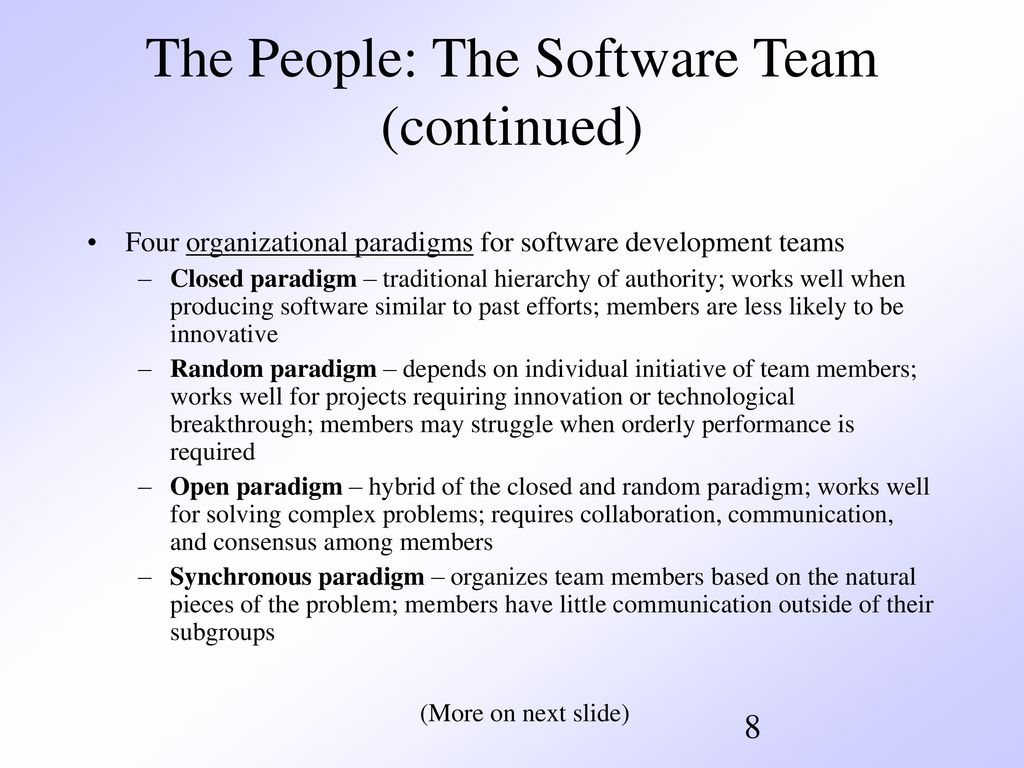 The People: The Software Team
(continued)
• Four organizational paradigms for software development teams
– Closed paradigm – traditional hierarchy of authority; works well when
producing software similar to past efforts; members are less likely to be
innovative
– Random paradigm – depends on individual initiative of team members;
works well for projects requiring innovation or technological
breakthrough; members may struggle when orderly performance is
required
– Open paradigm – hybrid of the closed and random paradigm; works well
for solving complex problems; requires collaboration, communication,
and consensus among members
– Synchronous paradigm – organizes team members based on the natural
pieces of the problem; members have little communication outside of their
subgroups
(More on next slide)
8